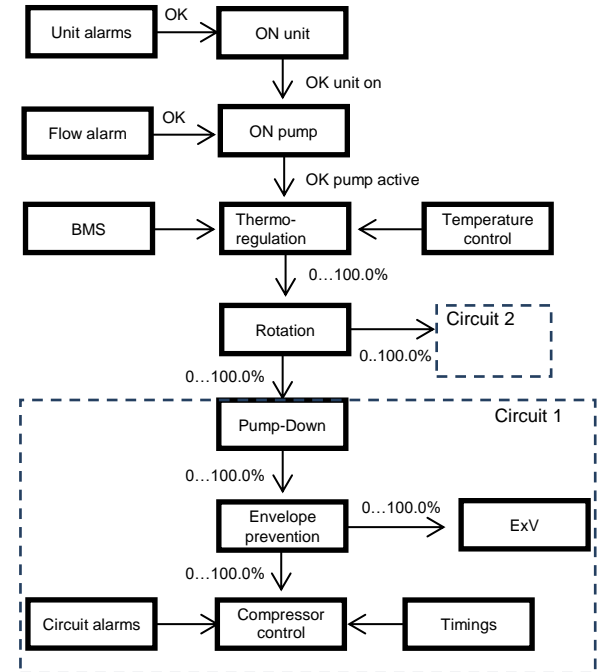 Unit alarms
OK
ON unit
OK unit on
Flow alarm
OK
ON pump
OK pump active
BMS
Thermo-
regulation
Temperature
control
0…100.0%
Rotation
Circuit 2
0..100.0%
0…100.0%
Circuit 1
Pump-Down
0…100.0%
Envelope
prevention
0…100.0%
ExV
0…100.0%
Circuit alarms
Compressor
control
Timings